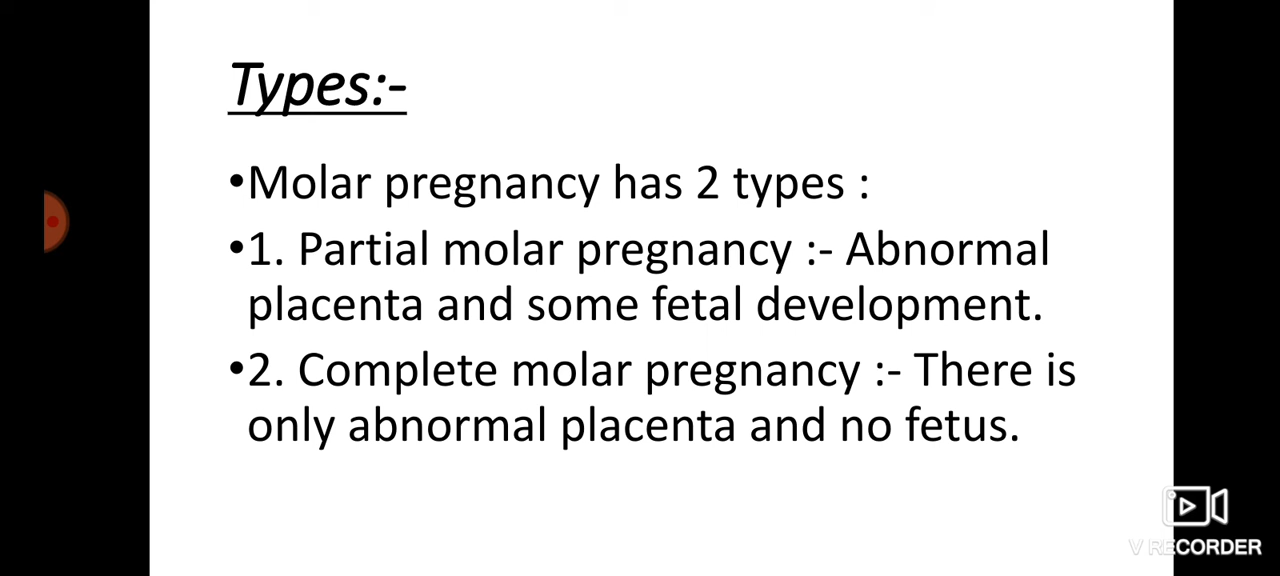 Types:-
•Molar pregnancy has 2 types :
•1. Partial molar pregnancy :- Abnormal
placenta and some fetal development.
•2. Complete molar pregnancy :- There is
only abnormal placenta and no fetus.
V RECORDER